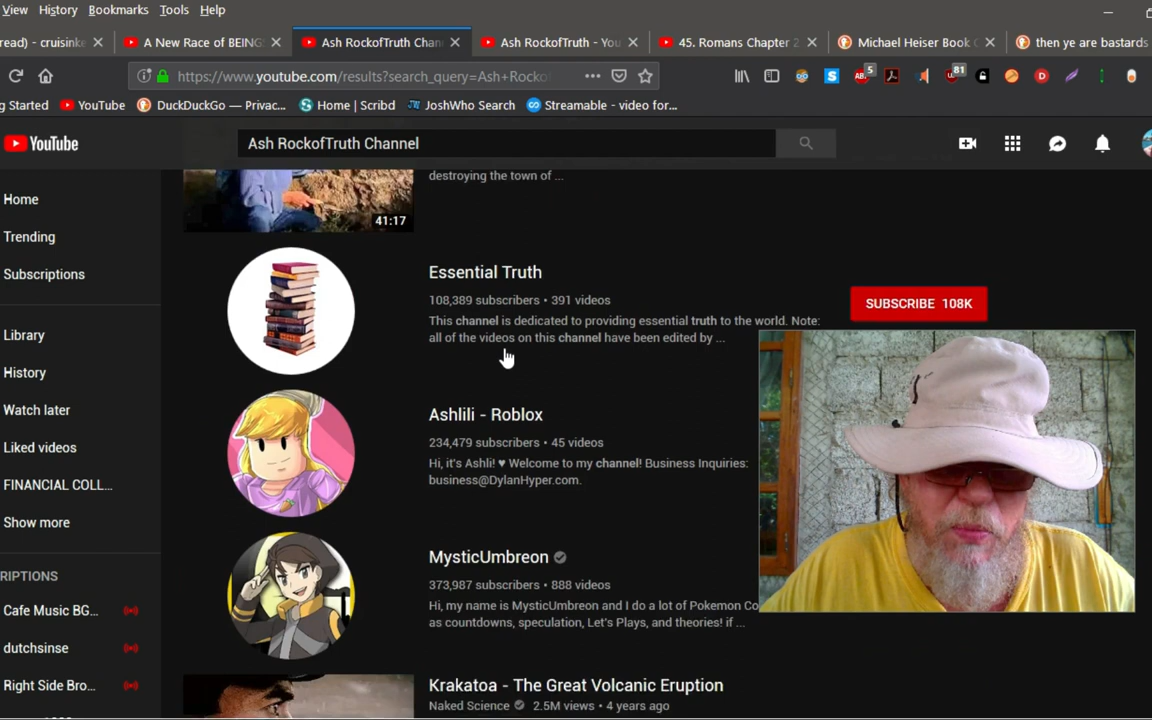 View History Bookmarks Tools Help
read) - cruisinke
A New Race of BEING
Ash RockofTruth Chan
Ash RockofTruth - You
45. Romans Chapter 2
Michael Heiser Book
then ye are bastards
https://www.youtube.com/results?search_query=Ash+Rocko
5
81
g Started YouTube DuckDuckGo — Privac... Home | Scribd JoshWho Search Streamable - video fo...
YouTube
Ash RockofTruth Channel
Home
Trending
Subscriptions
Library
History
Watch later
Liked videos
FINANCIAL COLL...
Show more
RIPTIONS
Cafe Music BG...
dutchsinse
Right Side Bro...
destroying the town of ...
41:17
Essential Truth
108,389 subscribers • 391 videos
This channel is dedicated to providing essential truth to the world. Note:
all of the videos on this channel have been edited by ...
SUBSCRIBE 108K
Ashlili - Roblox
234,479 subscribers • 45 videos
Hi, it's Ashli! ♥ Welcome to my channel! Business Inquiries:
business@DylanHyper.com.
MysticUmbreon
373,987 subscribers • 888 videos
Hi, my name is MysticUmbreon and I do a lot of Pokemon Co
as countdowns, speculation, Let's Plays, and theories! if ...
Krakatoa - The Great Volcanic Eruption
Naked Science 2.5M views • 4 years ago